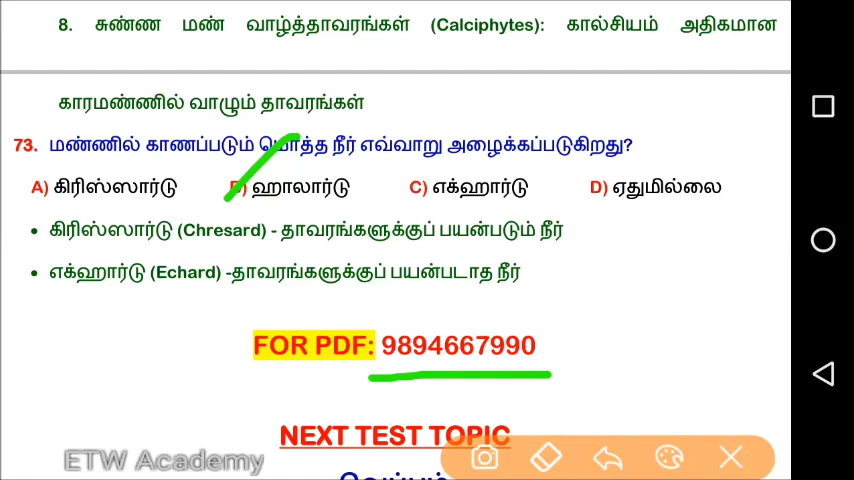 8. சுண்ண மண் வாழ்த்தாவரங்கள் (Calciphytes): கால்சியம் அதிகமான
காரமண்ணில் வாழும் தாவரங்கள்
73. மண்ணில் காணப்படும் மொத்த நீர் எவ்வாறு அழைக்கப்படுகிறது?
A) கிரிஸ்ஸார்டு B) ஹாலார்டு C) எக்ஹார்டு D) ஏதுமில்லை
• கிரிஸ்ஸார்டு (Chresard) - தாவரங்களுக்குப் பயன்படும் நீர்
• எக்ஹார்டு (Echard) -தாவரங்களுக்குப் பயன்படாத நீர்
FOR PDF: 9894667990
NEXT TEST TOPIC
ETW Academy